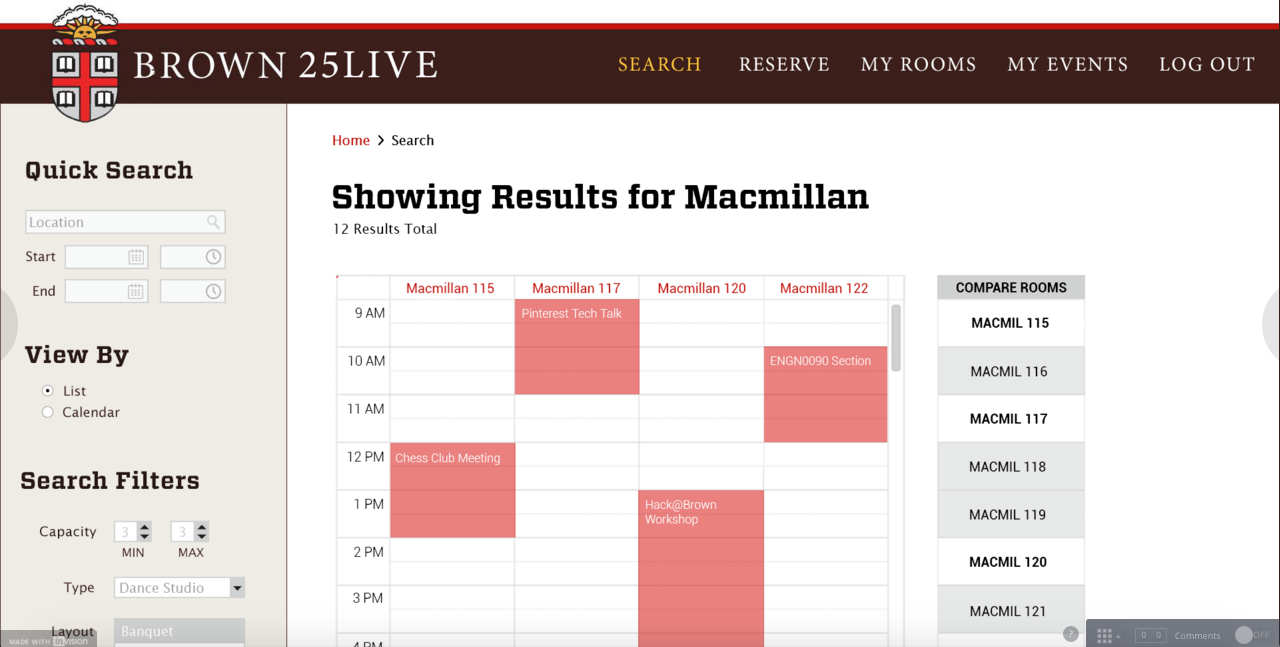 BROWN 25LIVE
SEARCH RESERVE MY ROOMS MY EVENTS LOG OUT
Quick Search
Location
Start
End
View By
List
Calendar
Search Filters
Capacity 3 3
MIN MAX
Type Dance Studio
Layout Banquet
MADE WITH InVISION
Home > Search
Showing Results for Macmillan
12 Results Total
Macmillan 115 Macmillan 117 Macmillan 120 Macmillan 122
9 AM Pinterest Tech Talk
10 AM ENGN0090 Section
11 AM
12 PM Chess Club Meeting
1 PM Hack@Brown
Workshop
2 PM
3 PM
4 PM
COMPARE ROOMS
MACMIL 115
MACMIL 116
MACMIL 117
MACMIL 118
MACMIL 119
MACMIL 120
MACMIL 121
? 0 / 0 Comments OFF